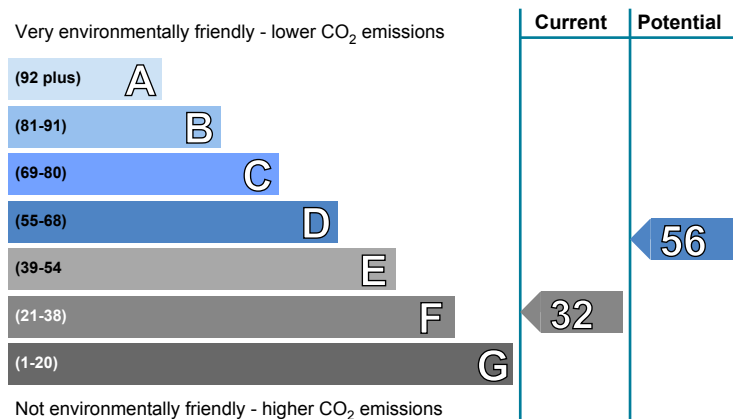 Very environmentally friendly - lower CO₂ emissions
Current
Potential
(92 plus) A
(81-91) B
(69-80) C
(55-68) D
56
(39-54 E
(21-38) F
32
(1-20) G
Not environmentally friendly - higher CO₂ emissions